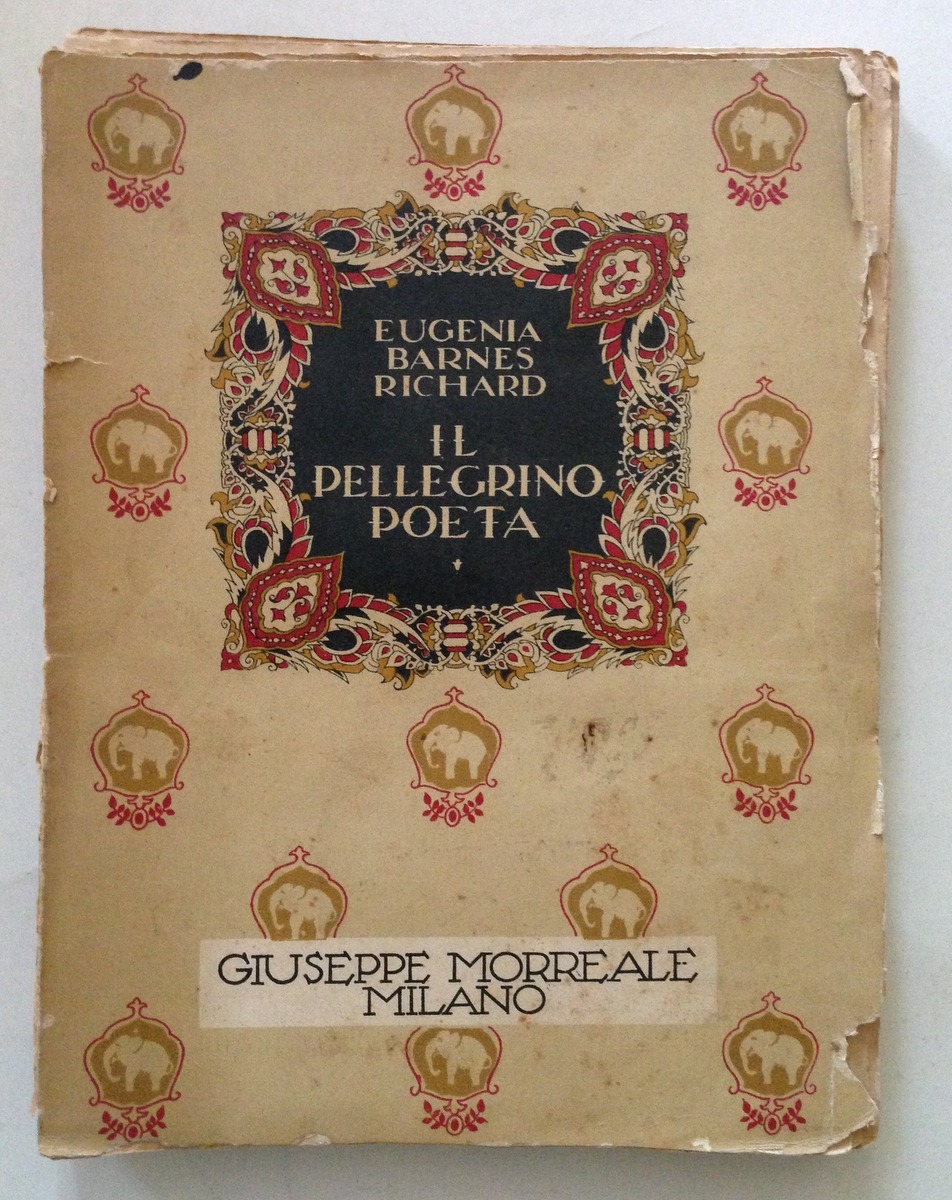 EUGENIA
BARNES
RICHARD
IL
PELLEGRINO
POETA
GIUSEPPE MORREALE
MILANO